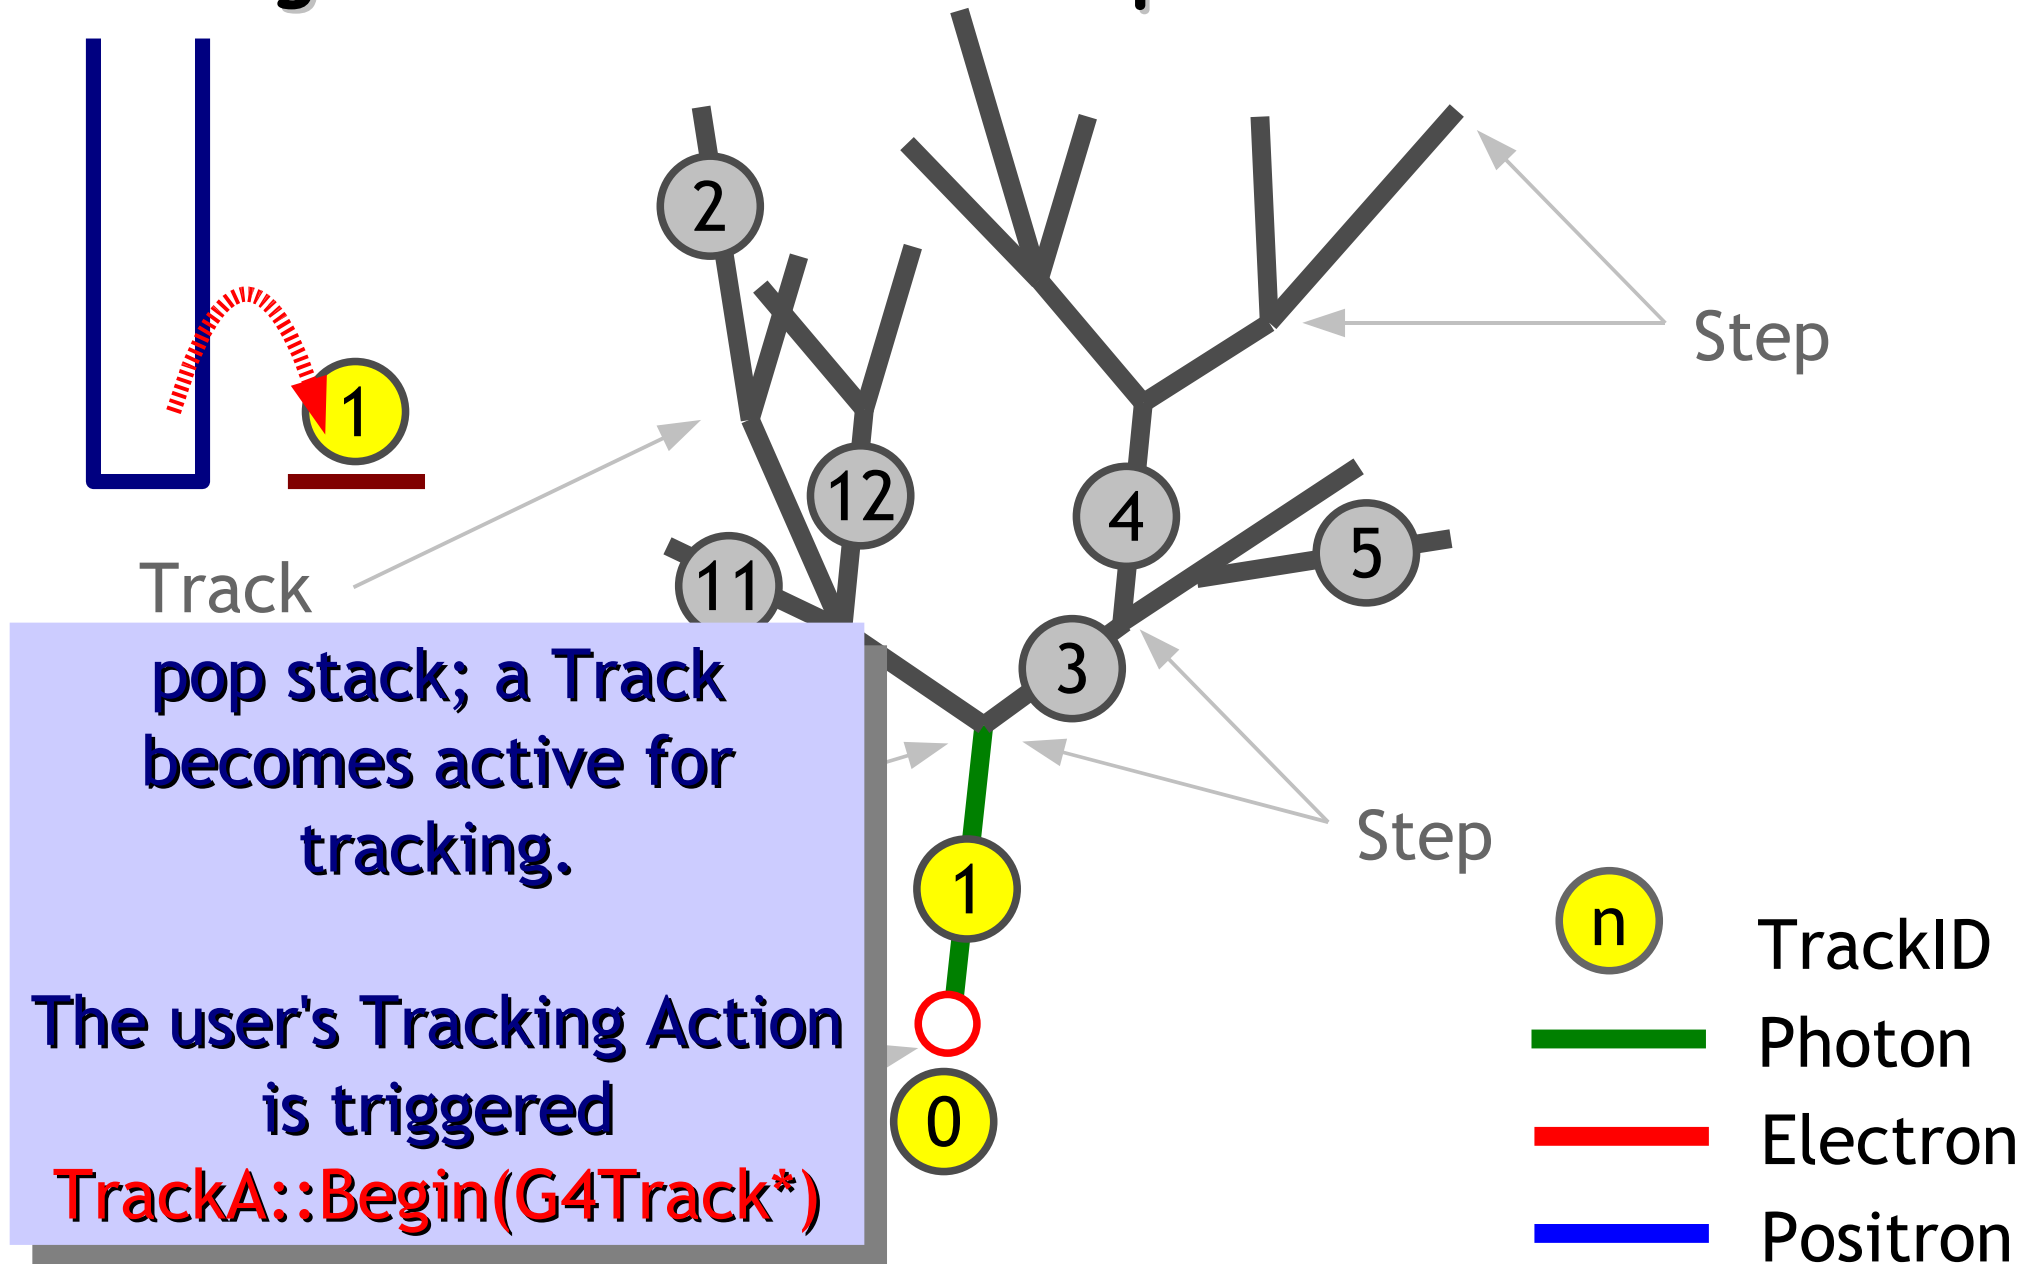 2
1
Step
12
4
5
11
Track
3
pop stack; a Track
becomes active for
tracking.
The user's Tracking Action
is triggered
TrackA::Begin(G4Track*)
Step
1
0
n
TrackID
Photon
Electron
Positron